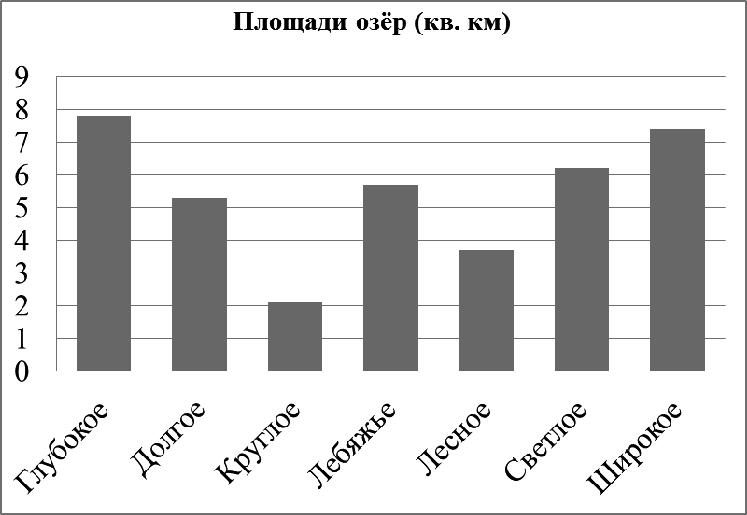 Площади озёр (кв. км)
9
8
7
6
5
4
3
2
1
0
Глубокое
Долгое
Круглое
Лебяжье
Лесное
Светлое
Широкое